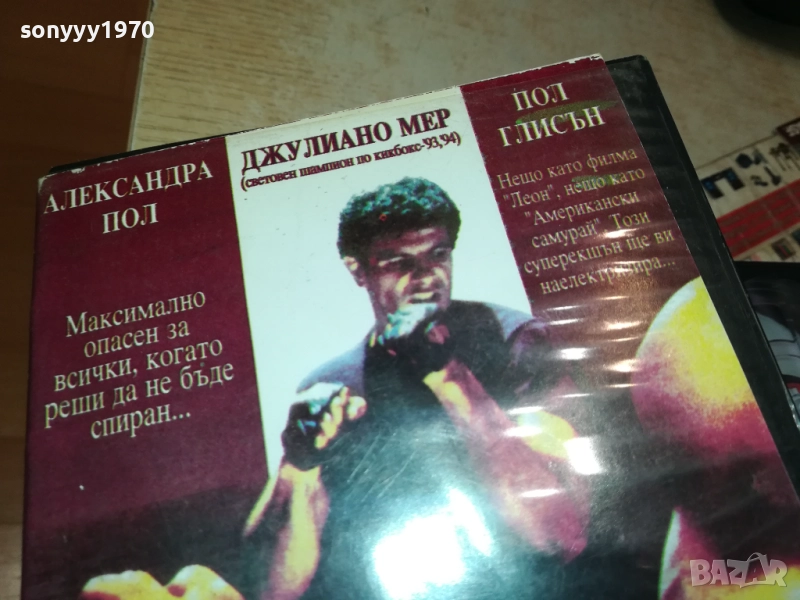 sonyyy1970
АЛЕКСАНДРА
ПОЛ
ДЖУЛИАНО МЕР
(световен шампион по кикбокс-93,'94)
ПОЛ
ГЛИСЪН
Максимално
опасен за
всички, когато
реши да не бъде
спиран...
Нещо като филма
"Леон", нещо като
"Американски
самурай". Този
суперекшън ще ви
наелектризира...
BAZAR